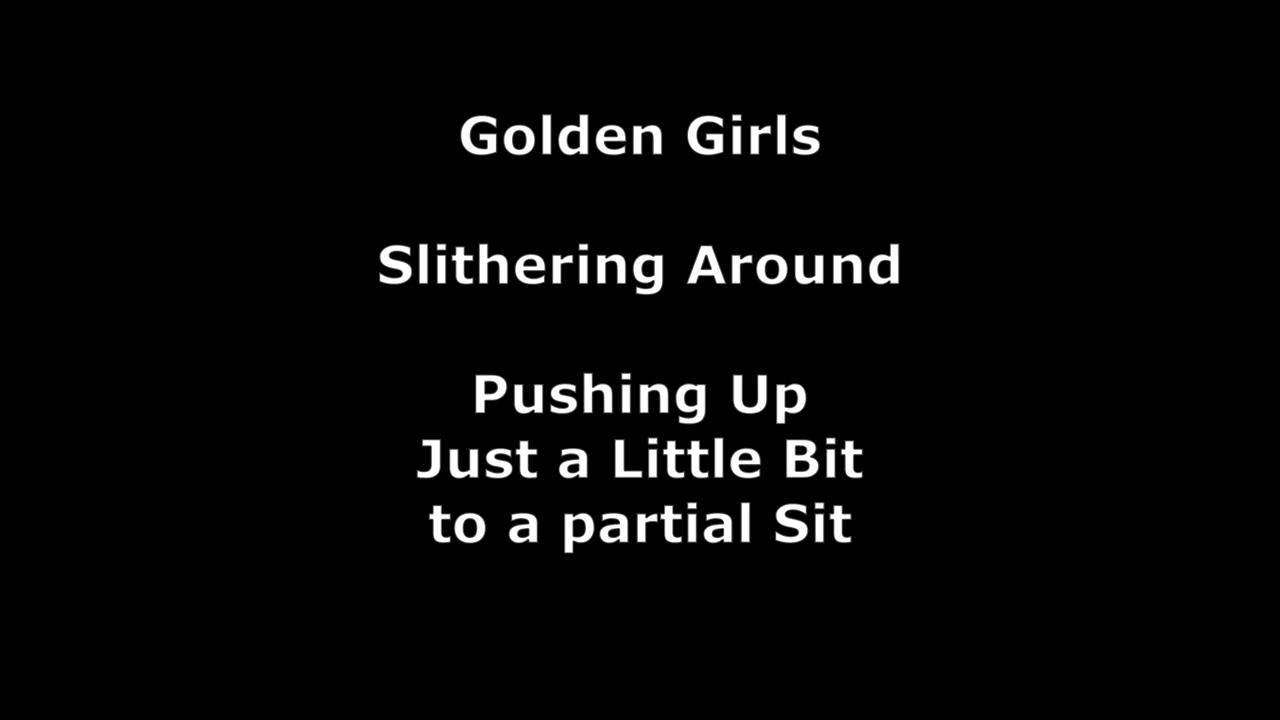 Golden Girls
Slithering Around
Pushing Up
Just a Little Bit
to a partial Sit